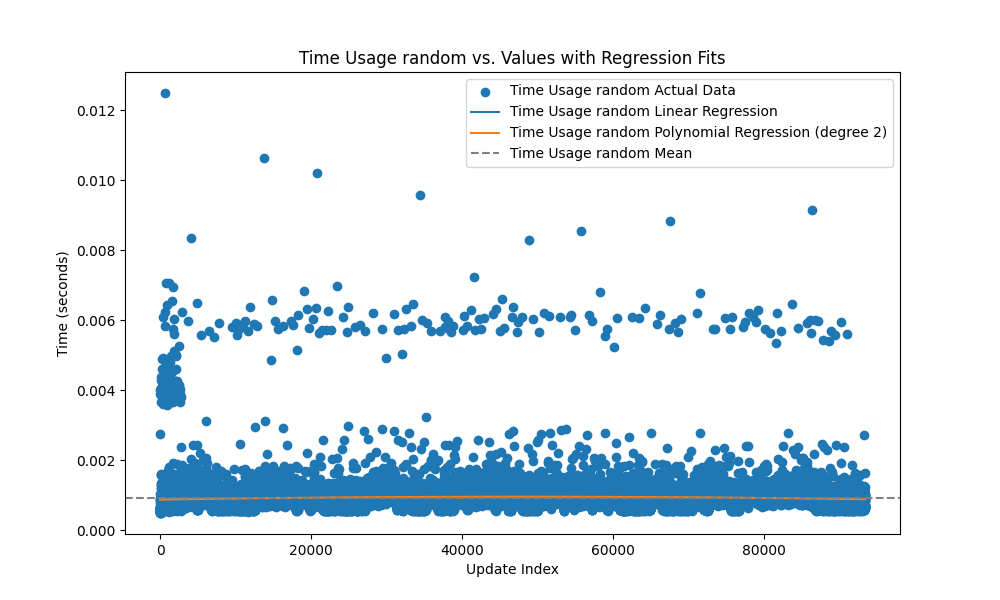 Time Usage random vs. Values with Regression Fits
Time Usage random Actual Data
Time Usage random Linear Regression
Time Usage random Polynomial Regression (degree 2)
Time Usage random Mean
Time (seconds)
0.012
0.010
0.008
0.006
0.004
0.002
0.000
0
20000
40000
60000
80000
Update Index